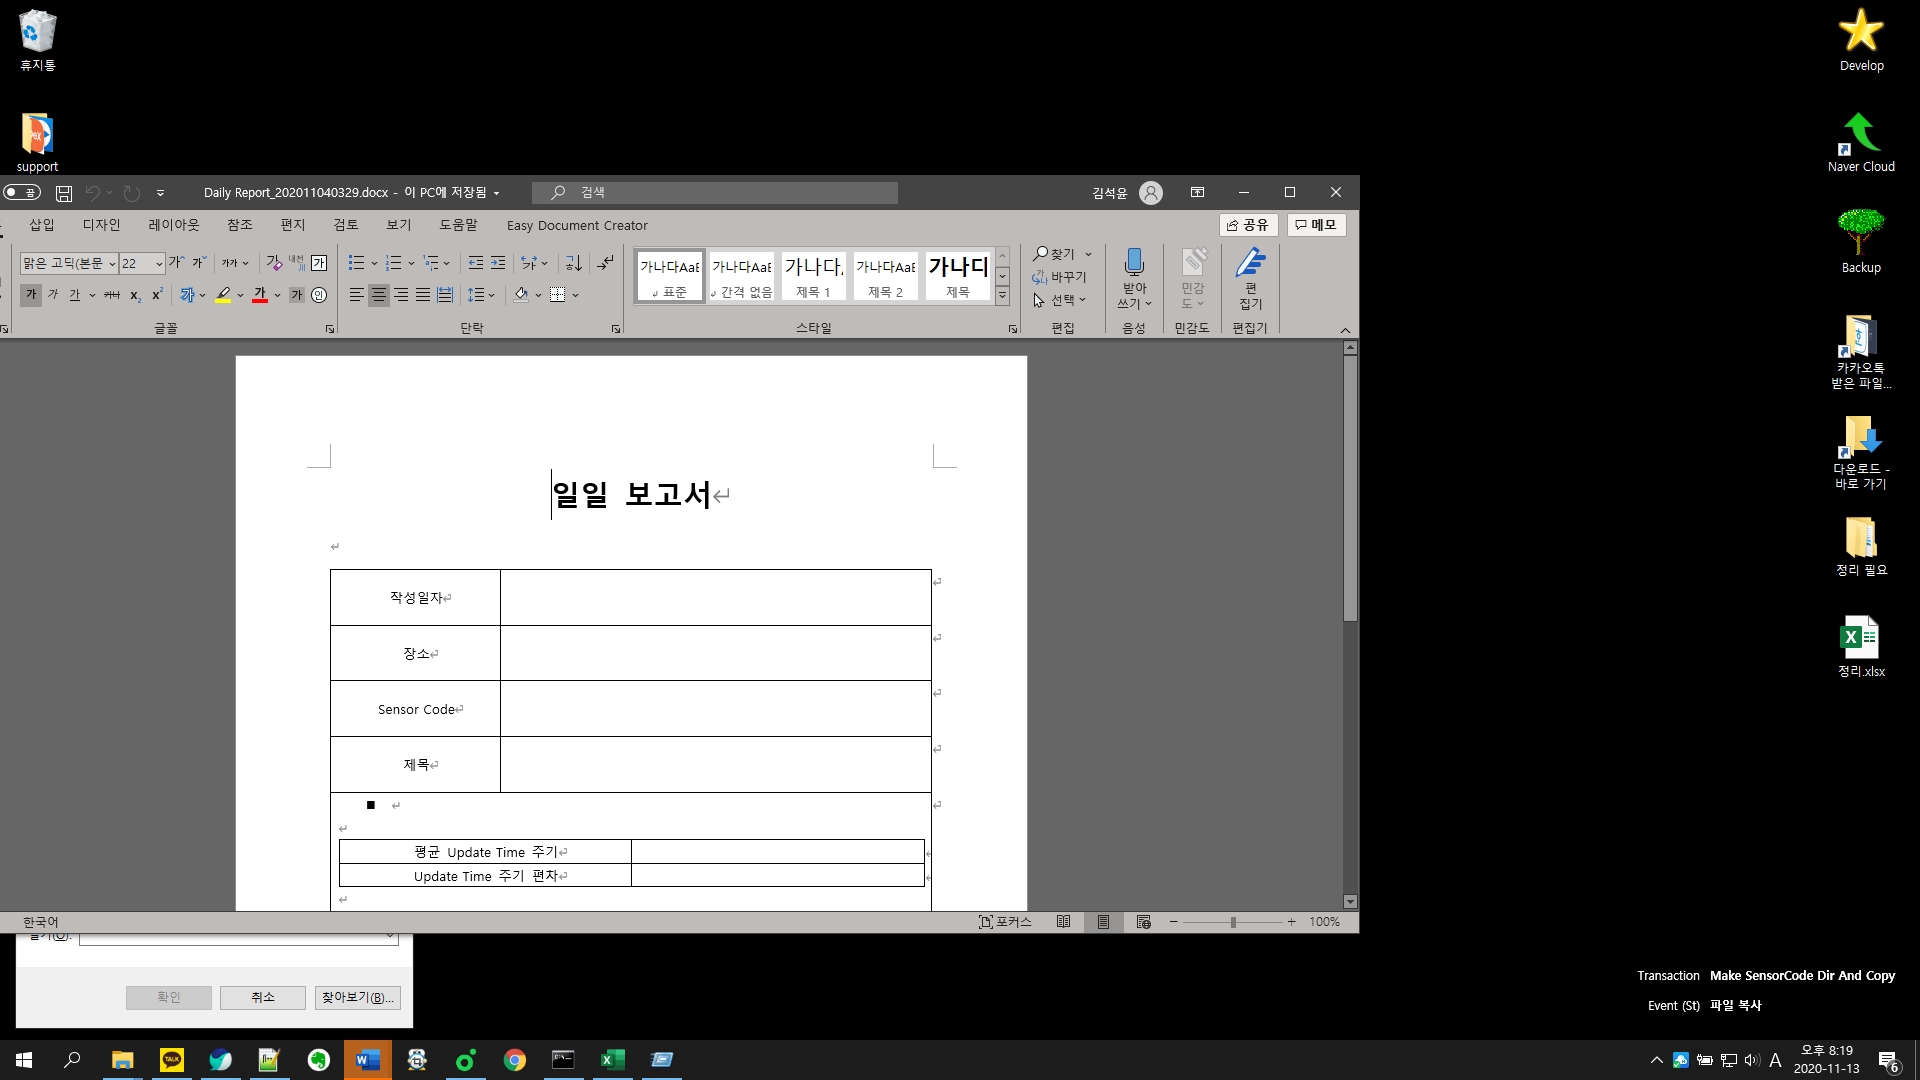 휴지통
support
Develop
Naver Cloud
Backup
카카오톡
받은 파일...
다운로드 -
바로 가기
정리 필요
정리.xlsx
끔
Daily Report_202011040329.docx - 이 PC에 저장됨
검색
김석윤
삽입 디자인 레이아웃 참조 편지 검토 보기 도움말 Easy Document Creator
공유 메모
맑은 고딕(본문 22
가나다AaE 가나다AaE 가나다, 가나다AaE 가나디
표준 간격 없음 제목 1 제목 2 제목
찾기
바꾸기
선택
받아
쓰기
민감
도
편
집기
글꼴 단락 스타일 편집 음성 민감도 편집기
일일 보고서
작성일자
장소
Sensor Code
제목
평균 Update Time 주기
Update Time 주기 편차
한국어
포커스
100%
확인 취소 찾아보기(B)...
Transaction Make SensorCode Dir And Copy
Event (St) 파일 복사
TALK
A
오후 8:19
2020-11-13
6